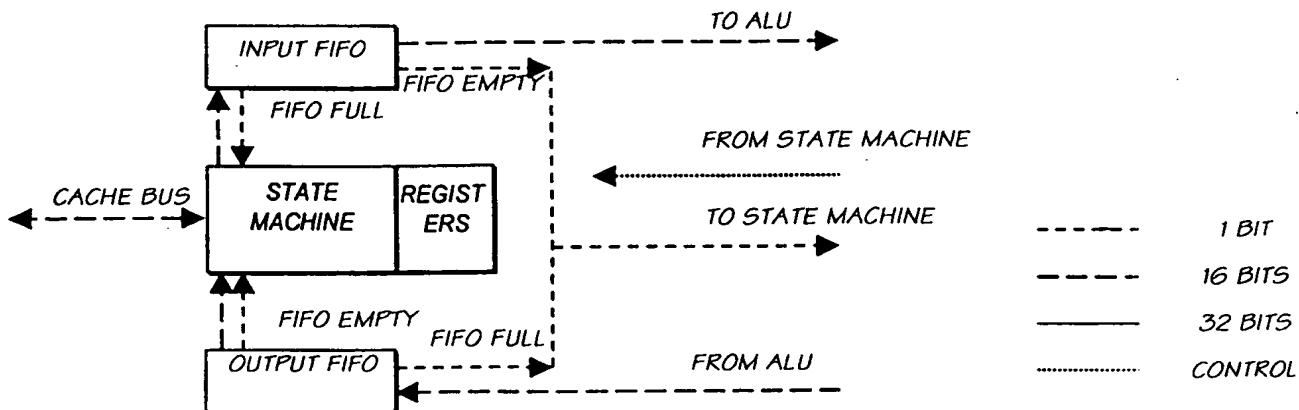 TO ALU
INPUT FIFO
FIFO EMPTY
FIFO FULL
FROM STATE MACHINE
CACHE BUS
STATE
MACHINE
REGIST
ERS
TO STATE MACHINE
1 BIT
16 BITS
FIFO EMPTY
FIFO FULL
32 BITS
OUTPUT FIFO
FROM ALU
CONTROL